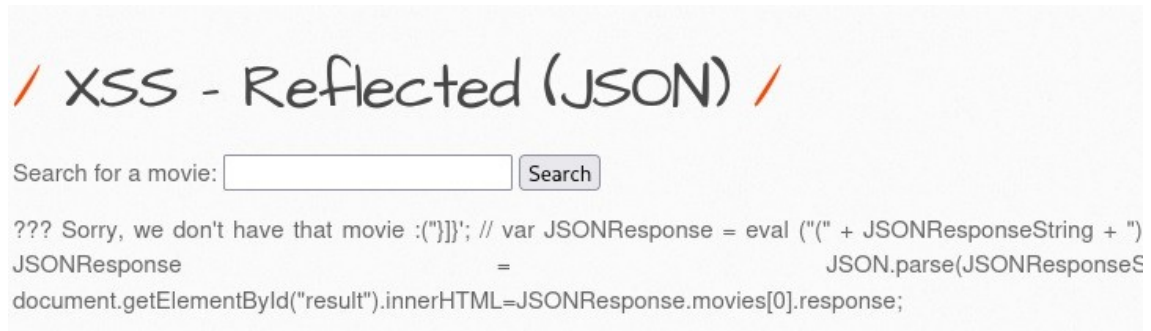 / XSS - Reflected (JSON) /
Search for a movie: Search
??? Sorry, we don't have that movie :("}]}'; // var JSONResponse = eval ("(" + JSONResponseString + ")
JSONResponse = JSON.parse(JSONResponseS
document.getElementById("result").innerHTML=JSONResponse.movies[0].response;